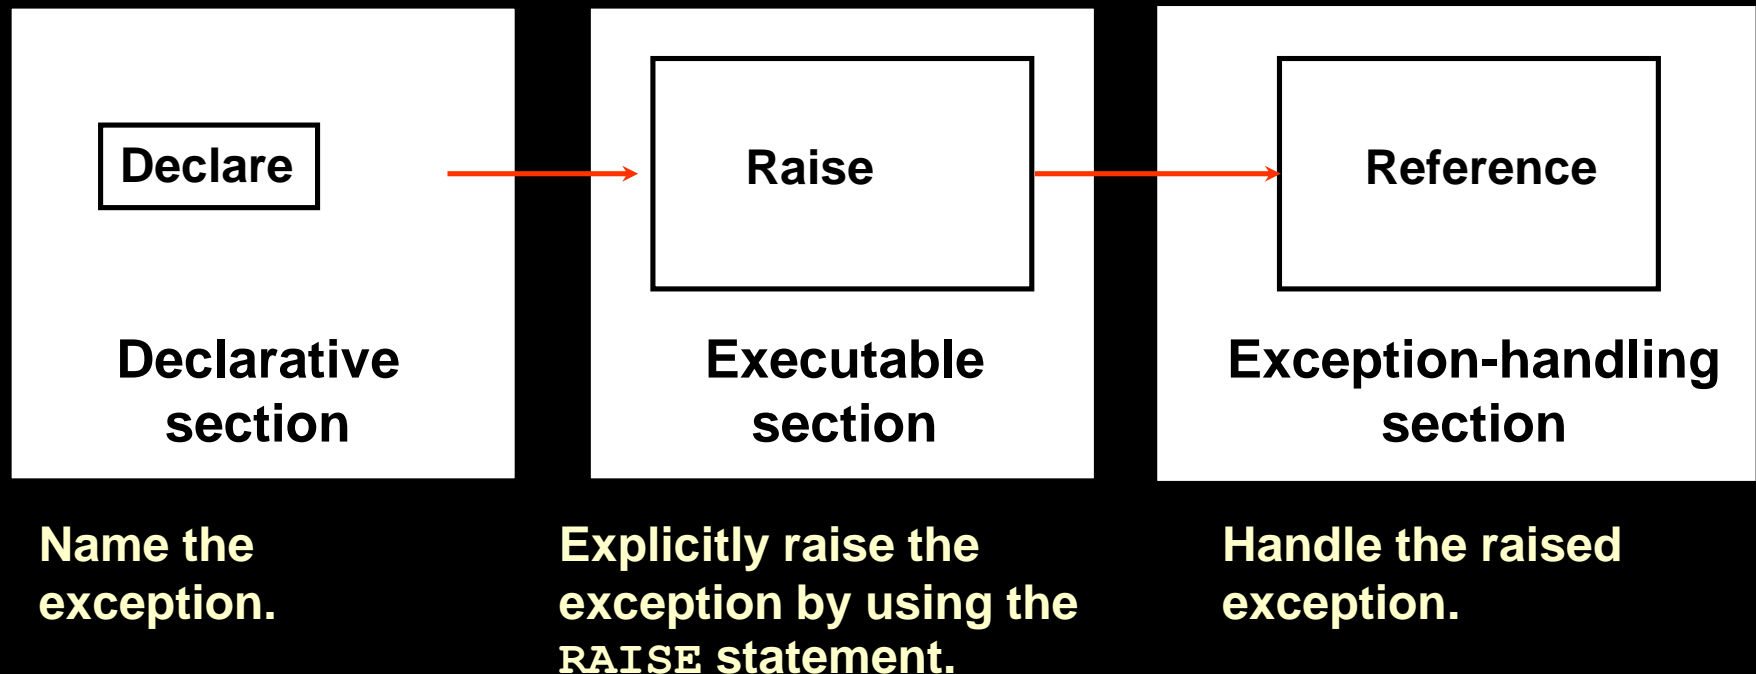 Declare
Declarative
section
Name the
exception.
Raise
Executable
section
Explicitly raise the
exception by using the
RAISE statement.
Reference
Exception-handling
section
Handle the raised
exception.